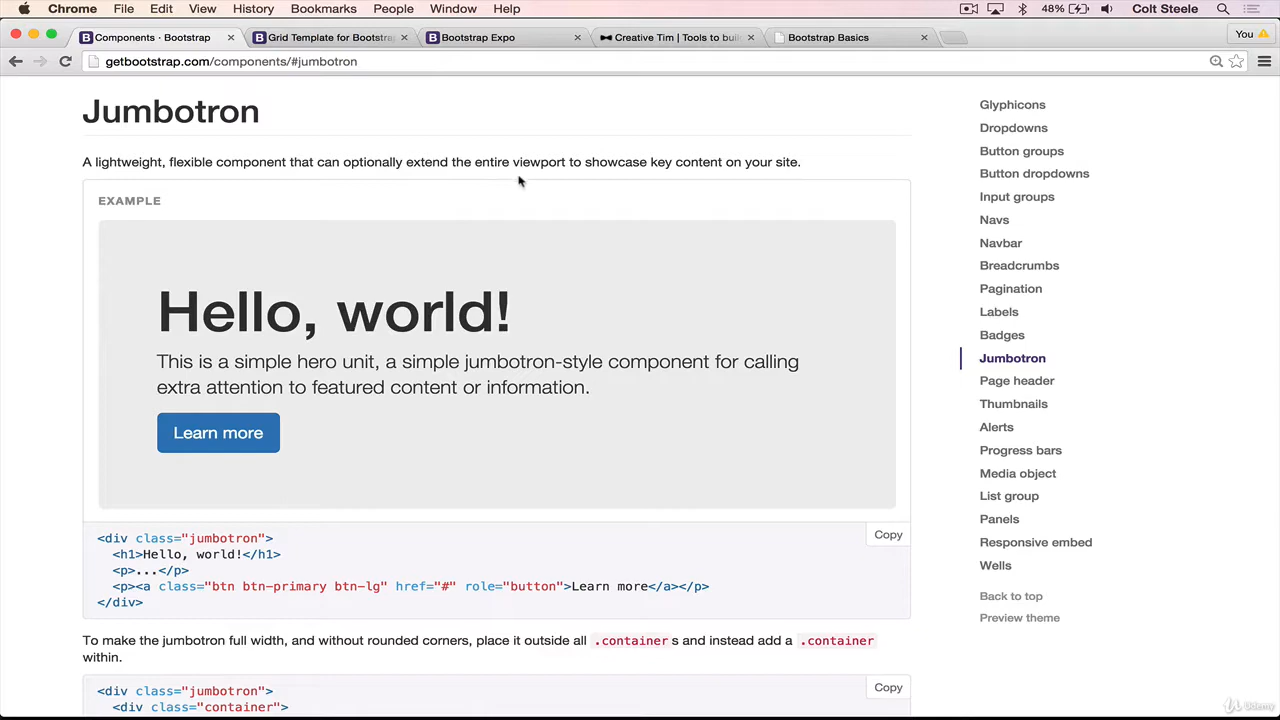 Chrome File Edit View History Bookmarks People Window Help 48% Colt Steele
Components · Bootstrap Grid Template for Bootstra Bootstrap Expo Creative Tim | Tools to bui Bootstrap Basics You
getbootstrap.com/components/#jumbotron
Jumbotron
A lightweight, flexible component that can optionally extend the entire viewport to showcase key content on your site.
EXAMPLE
Hello, world!
This is a simple hero unit, a simple jumbotron-style component for calling
extra attention to featured content or information.
Learn more
Copy
<div class="jumbotron">
<h1>Hello, world!</h1>
<p>...</p>
<p><a class="btn btn-primary btn-lg" href="#" role="button">Learn more</a></p>
</div>
To make the jumbotron full width, and without rounded corners, place it outside all .container s and instead add a .container
within.
Copy
<div class="jumbotron">
<div class="container">
Glyphicons
Dropdowns
Button groups
Button dropdowns
Input groups
Navs
Navbar
Breadcrumbs
Pagination
Labels
Badges
Jumbotron
Page header
Thumbnails
Alerts
Progress bars
Media object
List group
Panels
Responsive embed
Wells
Back to top
Preview theme
Udemy